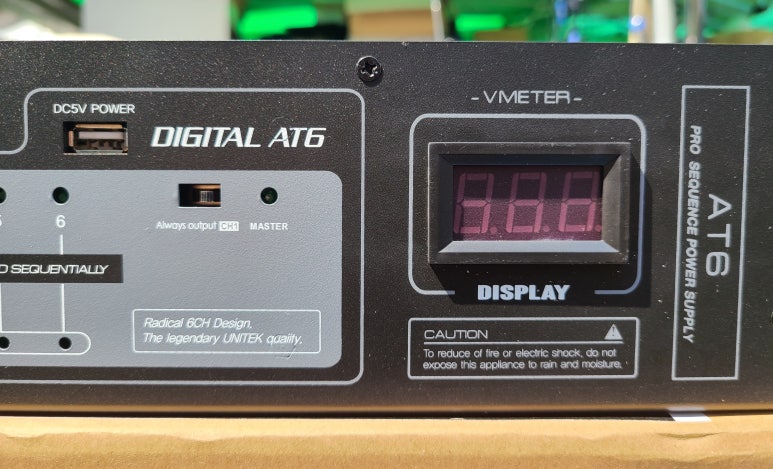 DC5V POWER
DIGITAL AT6
6
Always output CH1
MASTER
D SEQUENTIALLY
Radical 6CH Design,
The legendary UNITEK quaiity.
-VMETER-
DISPLAY
CAUTION
To reduce of fire or electric shock, do not
expose this appliance to rain and moisture.
AT6
PRO SEQUENCE POWER SUPPLY